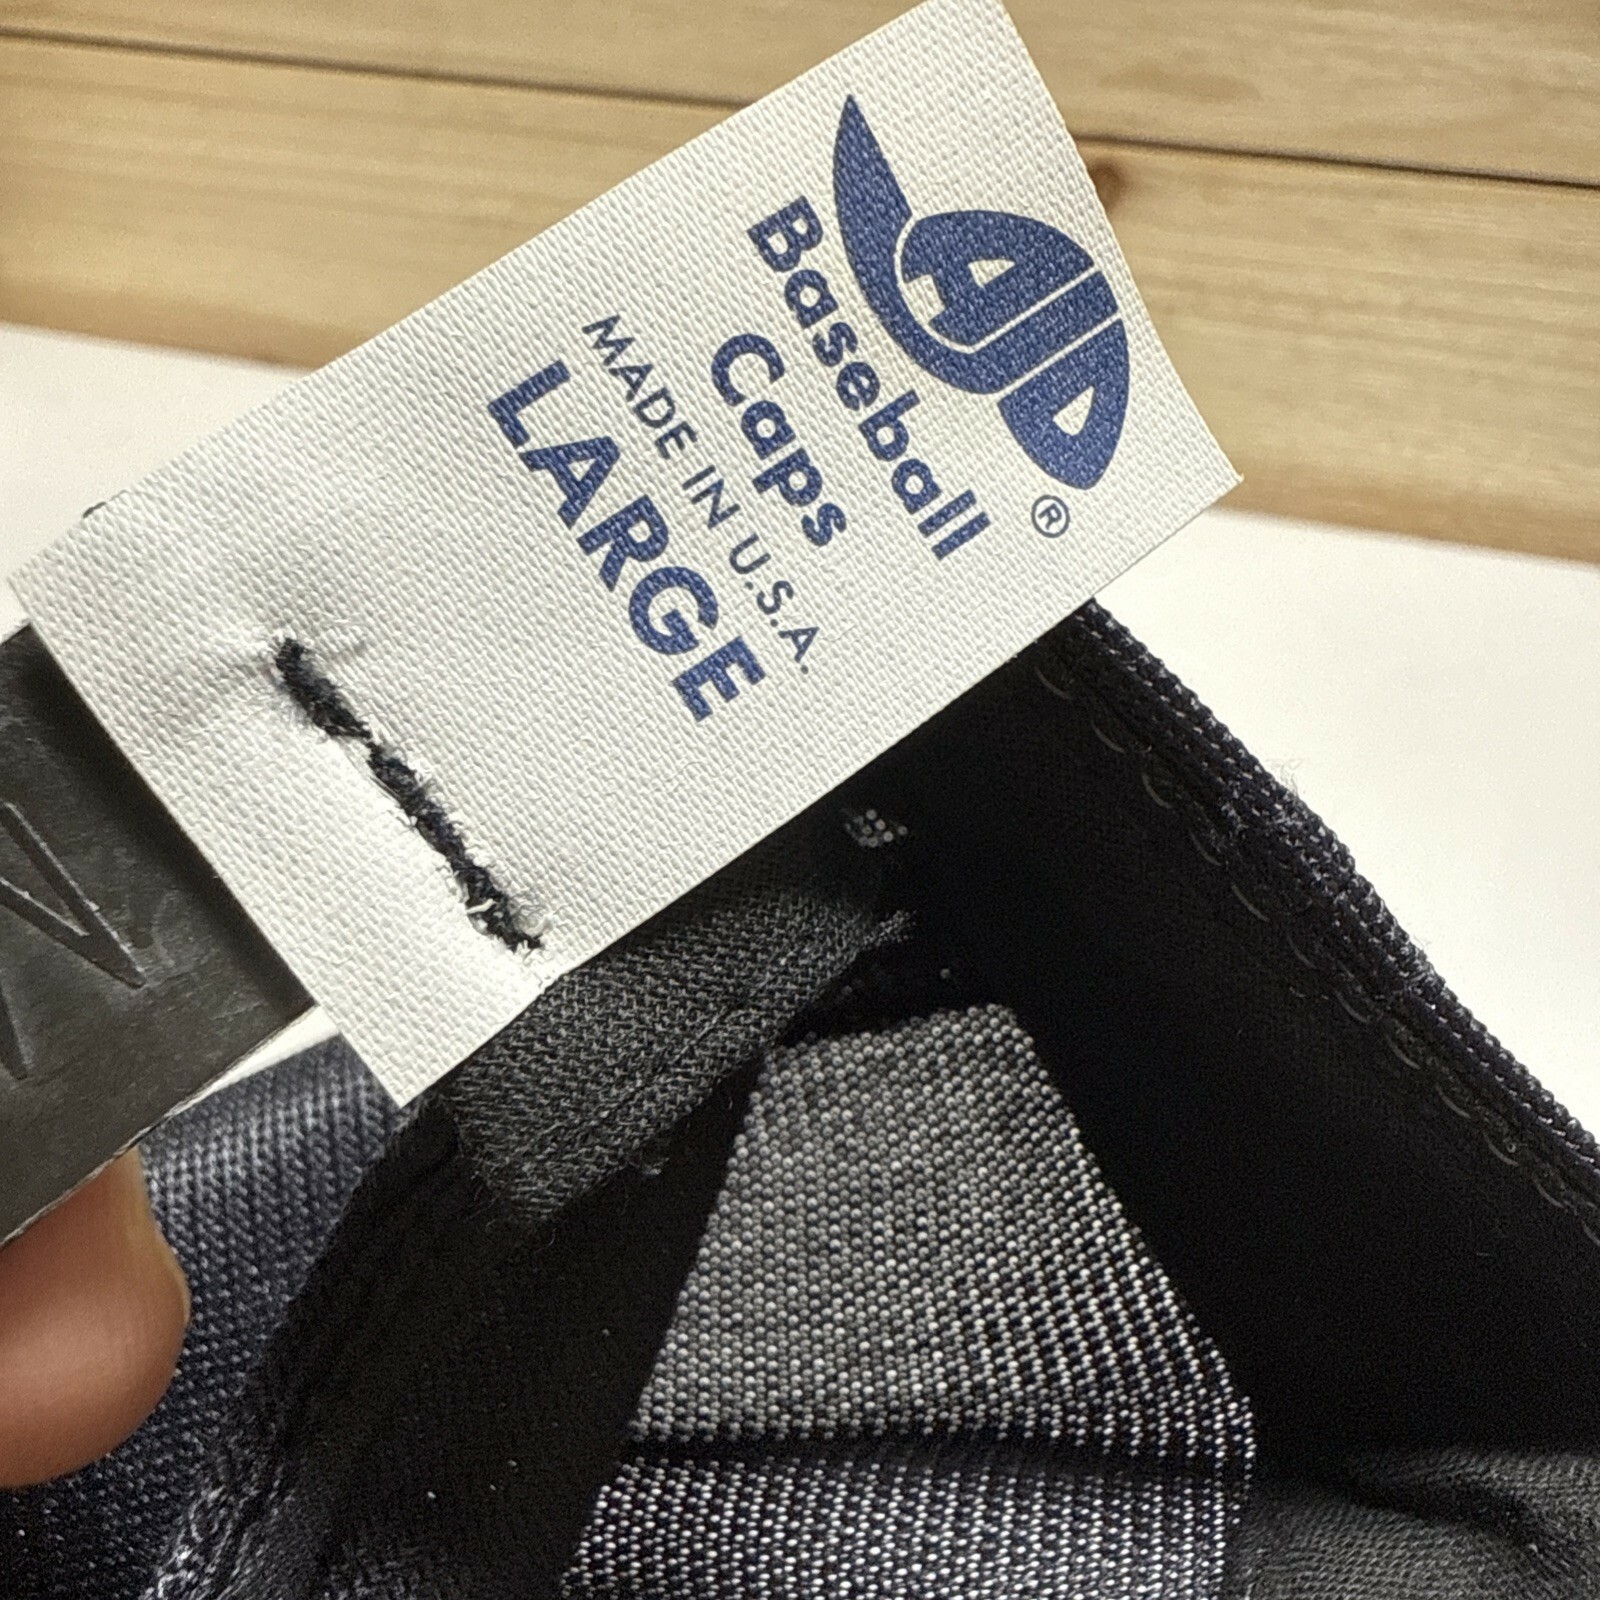 AJD
®
Baseball
Caps
MADE IN U.S.A.
LARGE